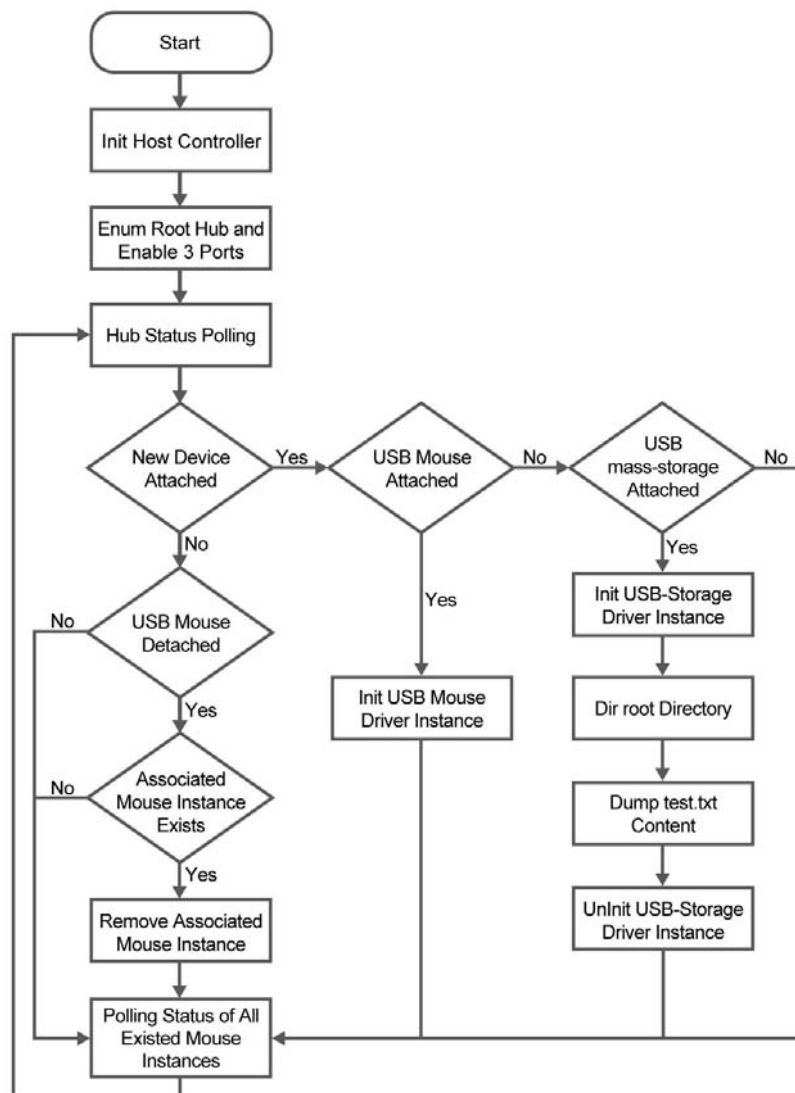 Start
Init Host Controller
Enum Root Hub and
Enable 3 Ports
Hub Status Polling
New Device
Attached
Yes
USB Mouse
Attached
No
USB
mass-storage
Attached
No
No
Yes
Yes
USB Mouse
Detached
No
Init USB-Storage
Driver Instance
Yes
Init USB Mouse
Driver Instance
Dir root Directory
Associated
Mouse Instance
Exists
No
Dump test.txt
Content
Yes
Remove Associated
Mouse Instance
UnInit USB-Storage
Driver Instance
Polling Status of All
Existed Mouse
Instances